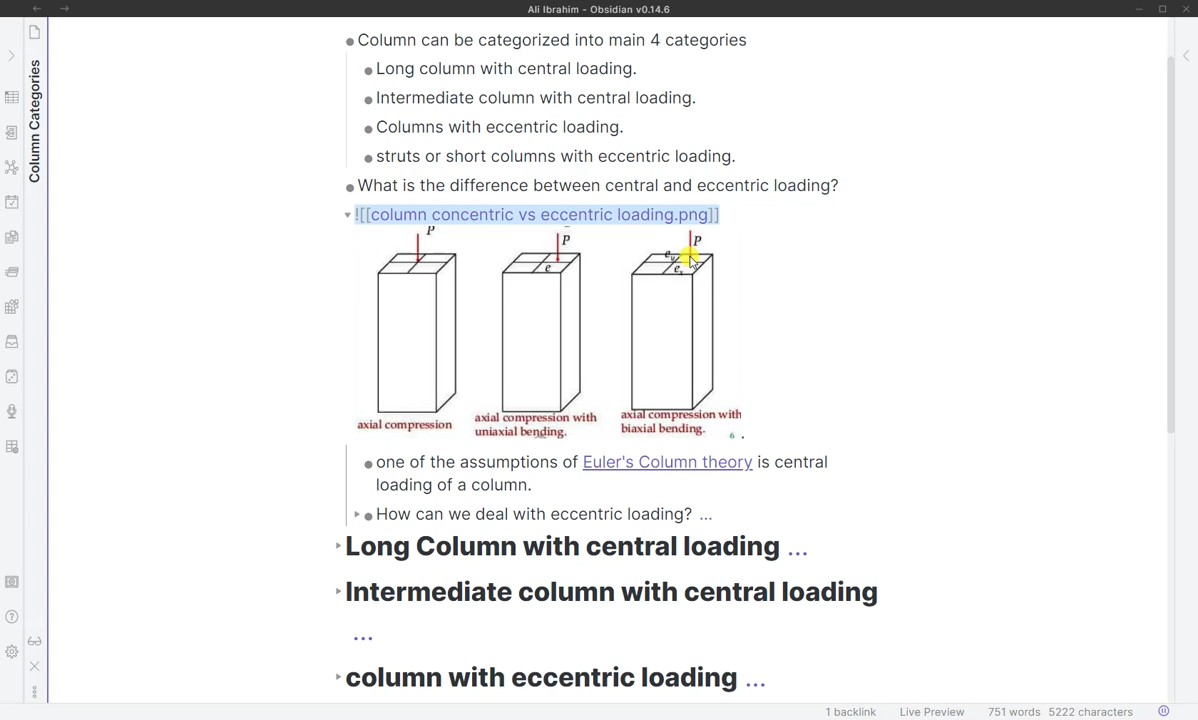 Ali Ibrahim - Obsidian v0.14.6
Column Categories
Column can be categorized into main 4 categories
Long column with central loading.
Intermediate column with central loading.
Columns with eccentric loading.
struts or short columns with eccentric loading.
What is the difference between central and eccentric loading?
![[column concentric vs eccentric loading.png]]
P
P
P
e
ey
ex
axial compression
axial compression with
uniaxial bending.
axial compression with
biaxial bending.
6
.
one of the assumptions of Euler's Column theory is central
loading of a column.
How can we deal with eccentric loading? ...
Long Column with central loading ...
Intermediate column with central loading
...
column with eccentric loading ...
1 backlink Live Preview 751 words 5222 characters